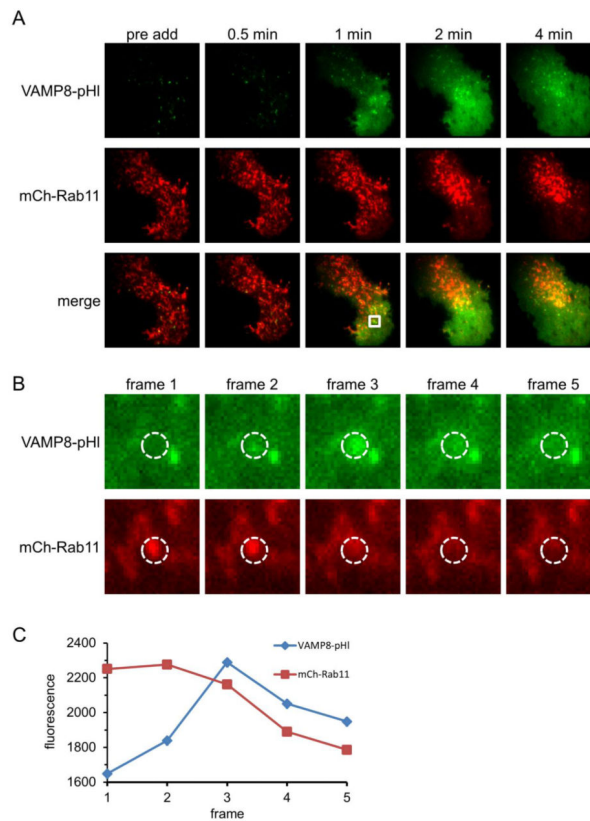 A
pre add 0.5 min 1 min 2 min 4 min
VAMP8-pHl
mCh-Rab11
merge
B
frame 1 frame 2 frame 3 frame 4 frame 5
VAMP8-pHl
mCh-Rab11
C
2400
2200
2000
1800
1600
fluorescence
VAMP8-pHl
mCh-Rab11
1 2 3 4 5
frame